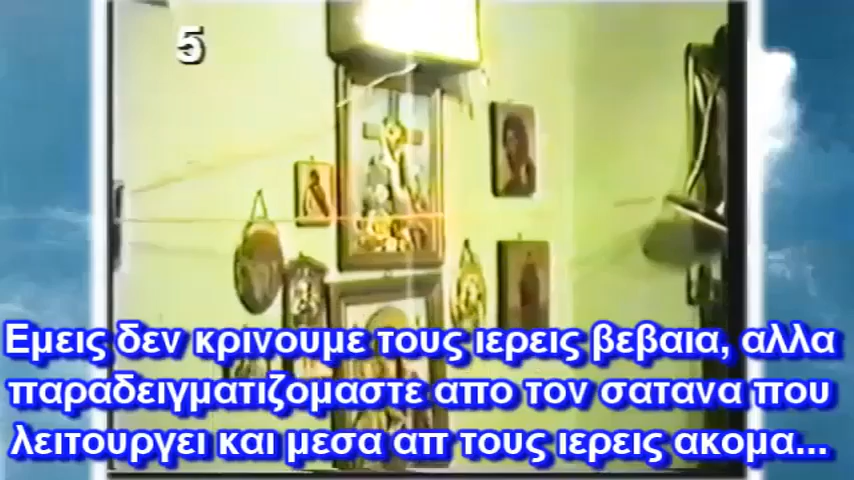 5
Εμεις δεν κρινουμε τους ιερεις βεβαια, αλλα
παραδειγματιζομαστε απο τον σατανα που
λειτουργει και μεσα απ τους ιερεις ακομα...